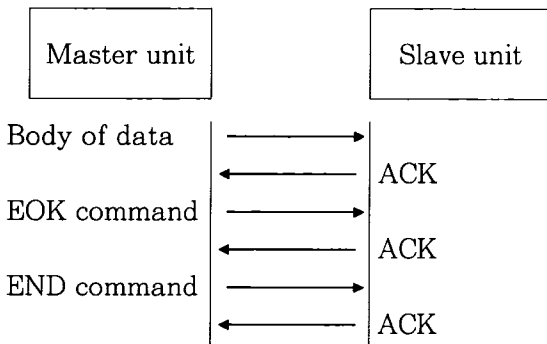 Master unit
Slave unit
Body of data
ACK
EOK command
ACK
END command
ACK